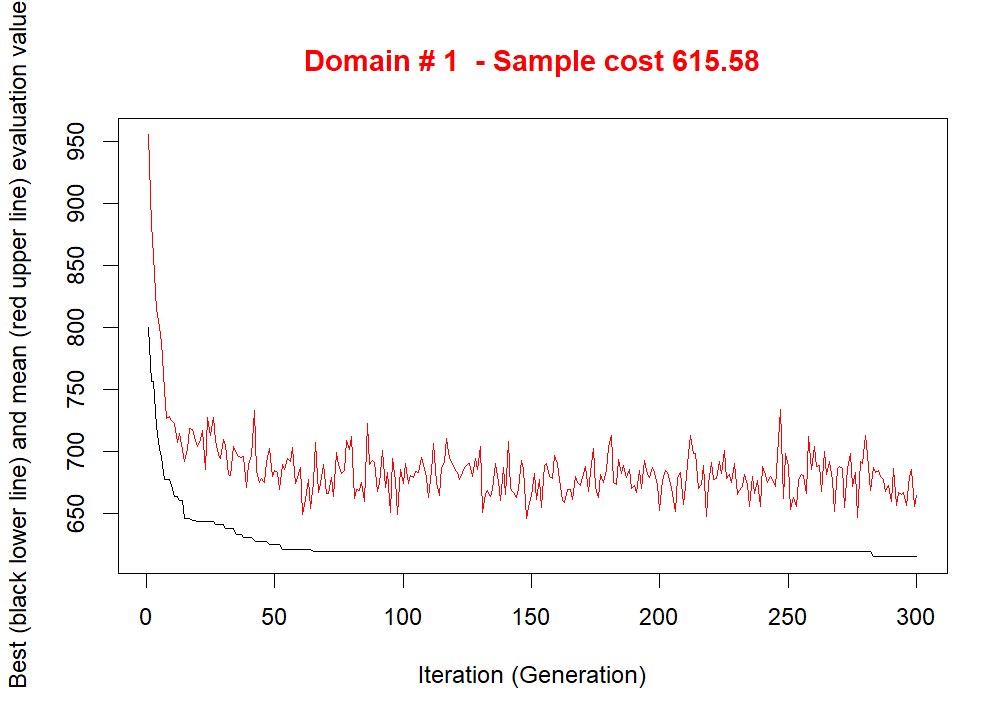 Domain # 1  - Sample cost 615.58
Best (black lower line) and mean (red upper line) evaluation value
950
900
850
800
750
700
650
0 50 100 150 200 250 300
Iteration (Generation)